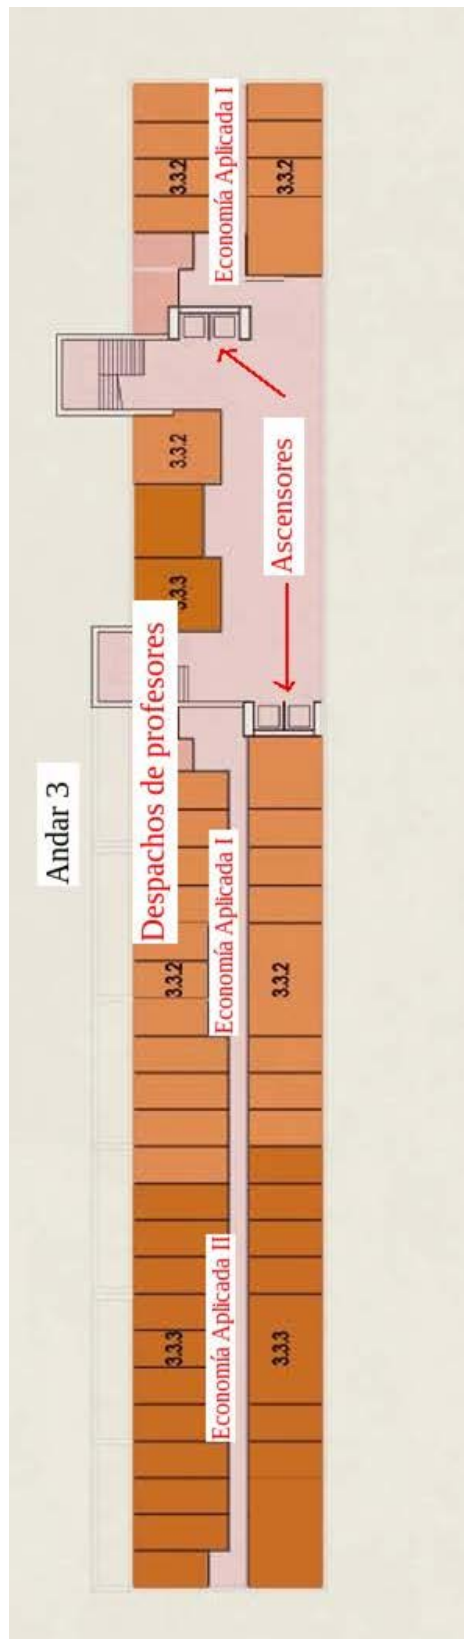 Economía Aplicada I
3.3.2
3.3.2
3.3.2
Ascensores
3.3.3
Despachos de profesores
Andar 3
Economía Aplicada I
3.3.2
3.3.2
Economía Aplicada II
3.3.3
3.3.3